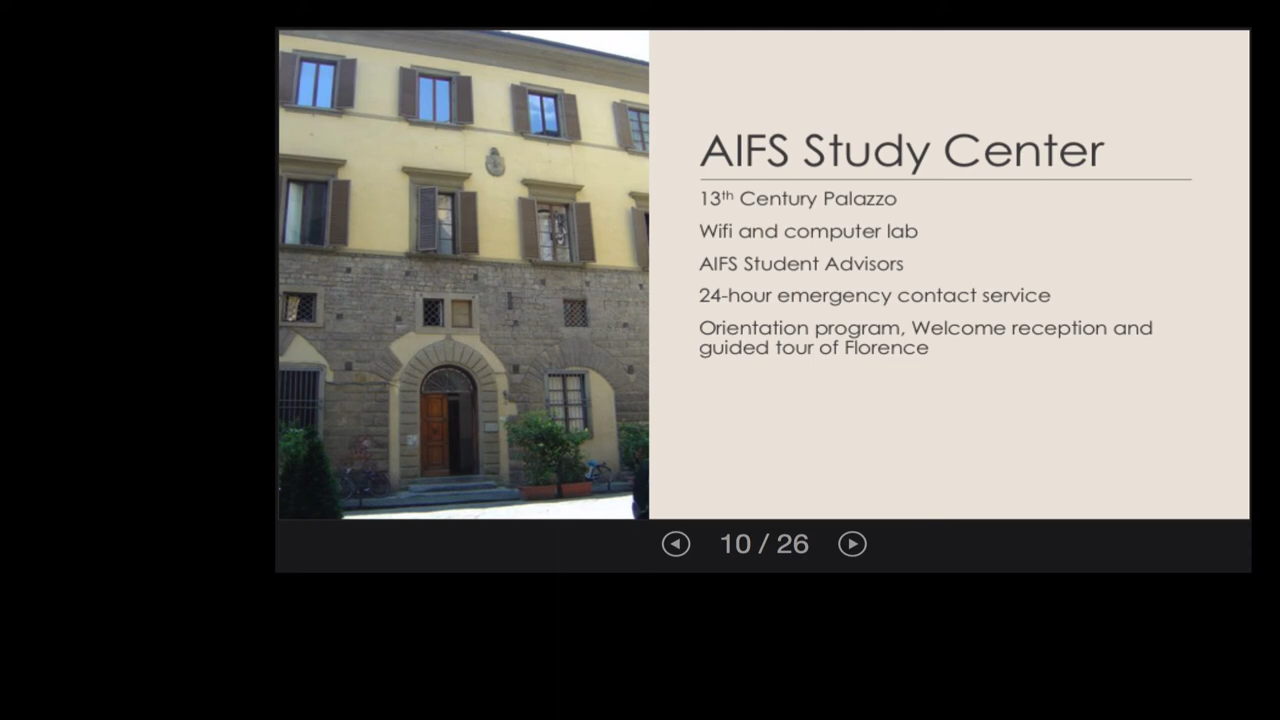 AIFS Study Center
13th Century Palazzo
Wifi and computer lab
AIFS Student Advisors
24-hour emergency contact service
Orientation program, Welcome reception and
guided tour of Florence
10 / 26